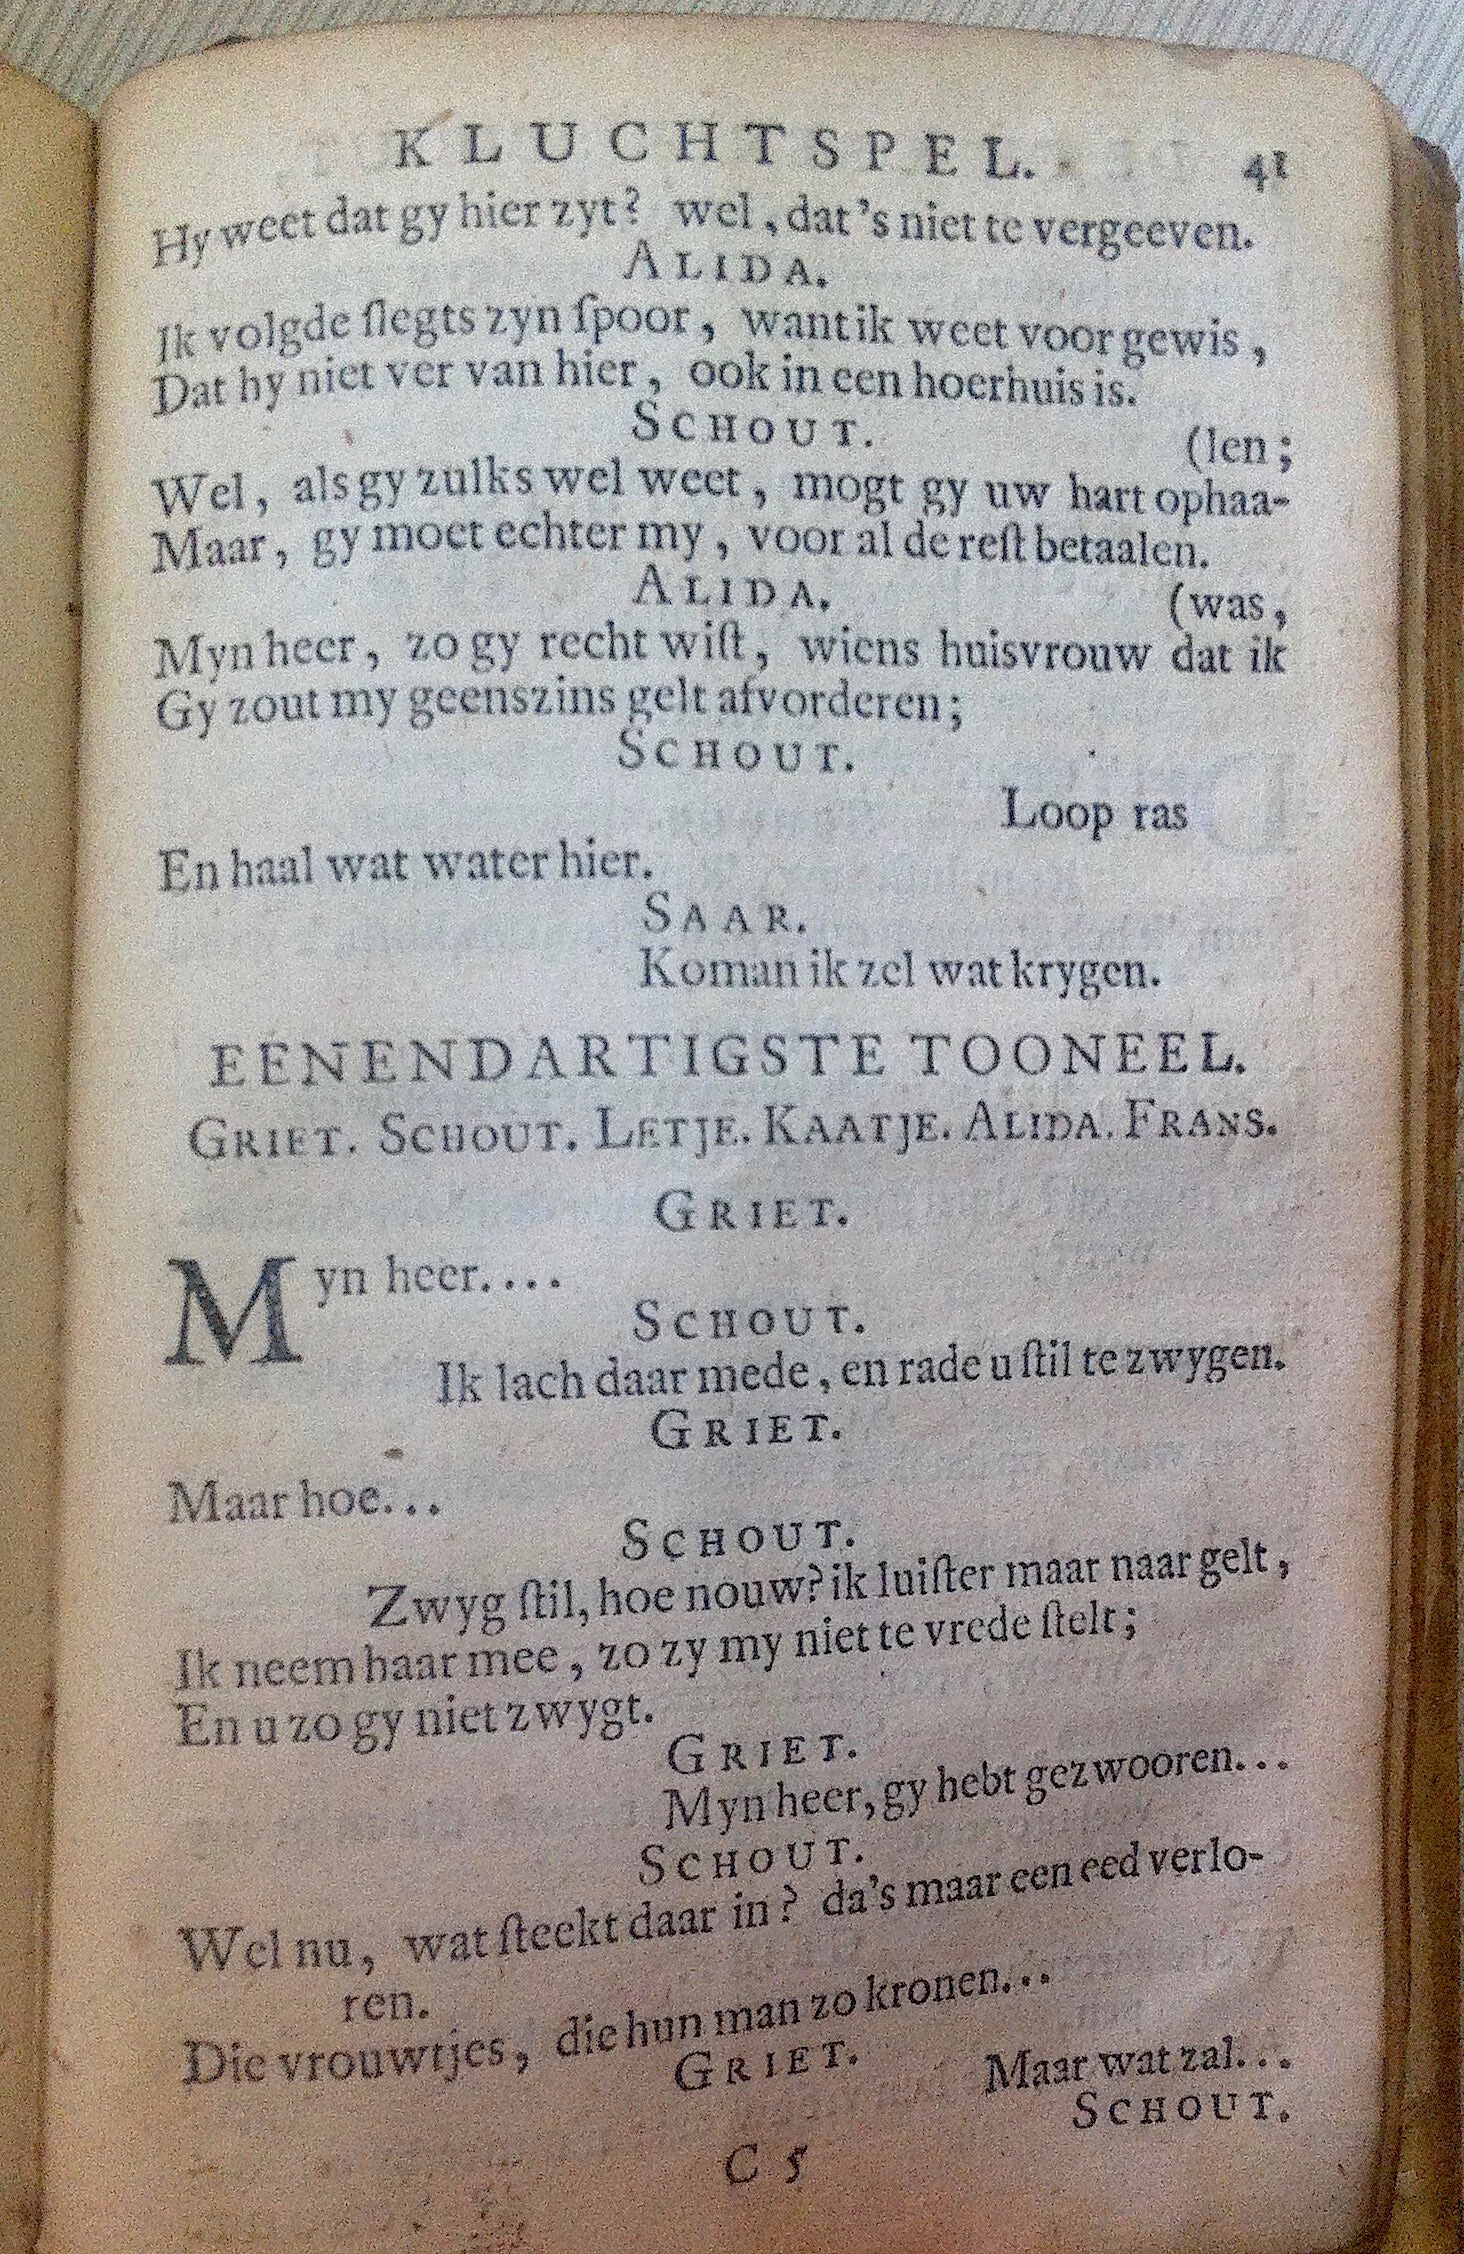 KLUCHTSPEL. 41
Hy weet dat gy hier zyt? wel, dat's niet te vergeeven.
ALIDA.
Ik volgde ſlegts zyn ſpoor, want ik weet voor gewis,
Dat hy niet ver van hier, ook in een hoerhuis is.
SCHOUT. (len;
Wel, als gy zulks wel weet, mogt gy uw hart ophaa-
Maar, gy moet echter my, voor al de reſt betaalen.
ALIDA. (was,
Myn heer, zo gy recht wiſt, wiens huisvrouw dat ik
Gy zout my geenszins gelt afvorderen;
SCHOUT.
Loop ras
En haal wat water hier.
SAAR.
Koman ik zel wat krygen.
EENENDARTIGSTE TOONEEL.
GRIET. SCHOUT. LETJE. KAATJE. ALIDA. FRANS.
GRIET.
Myn heer....
SCHOUT.
Ik lach daar mede, en rade u ſtil te zwygen.
GRIET.
Maar hoe...
SCHOUT.
Zwyg ſtil, hoe nouw? ik luiſter maar naar gelt,
Ik neem haar mee, zo zy my niet te vrede ſtelt;
En u zo gy niet zwygt.
GRIET.
Myn heer, gy hebt gezwooren...
SCHOUT.
Wel nu, wat ſteekt daar in? da's maar een eed verlo-
ren.
Die vrouwtjes, die hun man zo kronen...
GRIET. Maar wat zal...
SCHOUT.
C 5